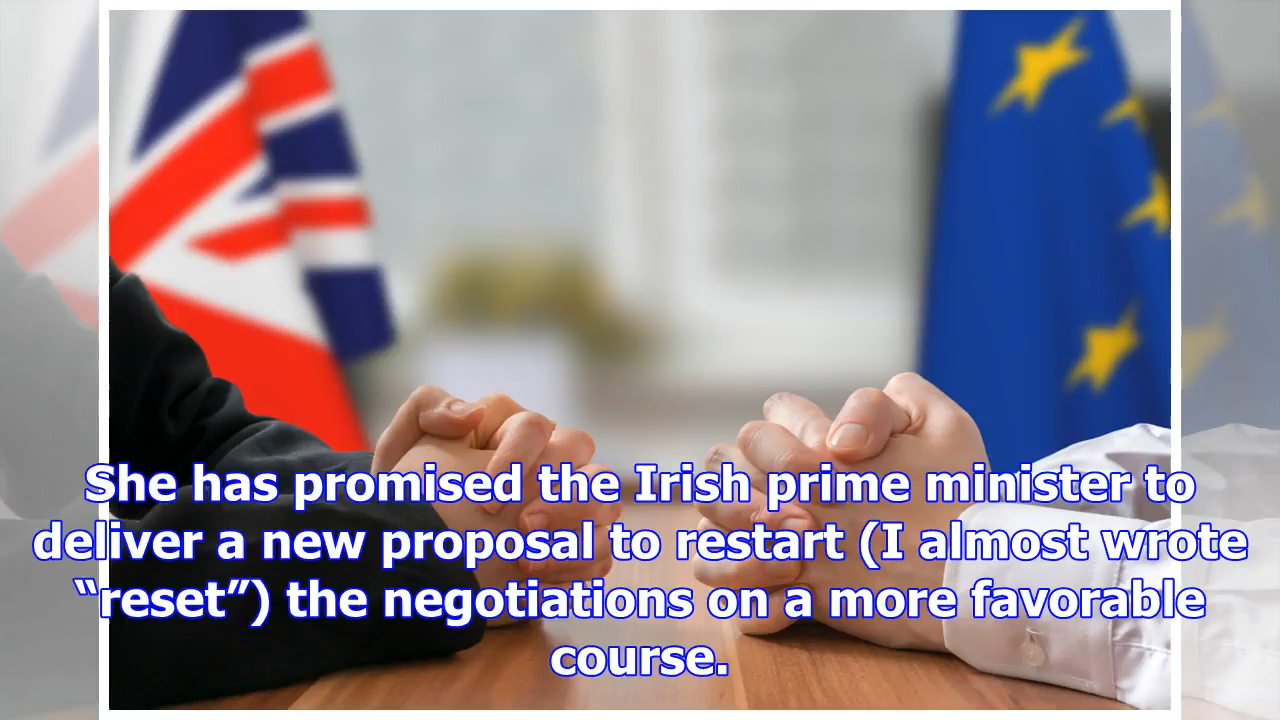 She has promised the Irish prime minister to
deliver a new proposal to restart (I almost wrote
“reset”) the negotiations on a more favorable
course.